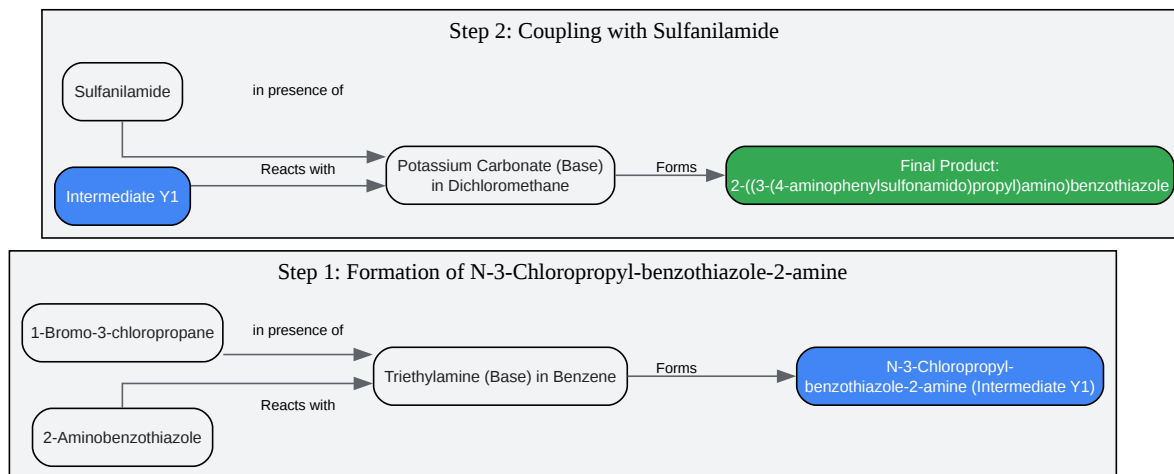 Step 2: Coupling with Sulfanilamide
Sulfanilamide
in presence of
Reacts with
Intermediate Y1
Potassium Carbonate (Base)
in Dichloromethane
Forms
Final Product:
2-((3-(4-aminophenylsulfonamido)propyl)amino)benzothiazole
Step 1: Formation of N-3-Chloropropyl-benzothiazole-2-amine
1-Bromo-3-chloropropane
in presence of
Reacts with
2-Aminobenzothiazole
Triethylamine (Base) in Benzene
Forms
N-3-Chloropropyl-
benzothiazole-2-amine (Intermediate Y1)